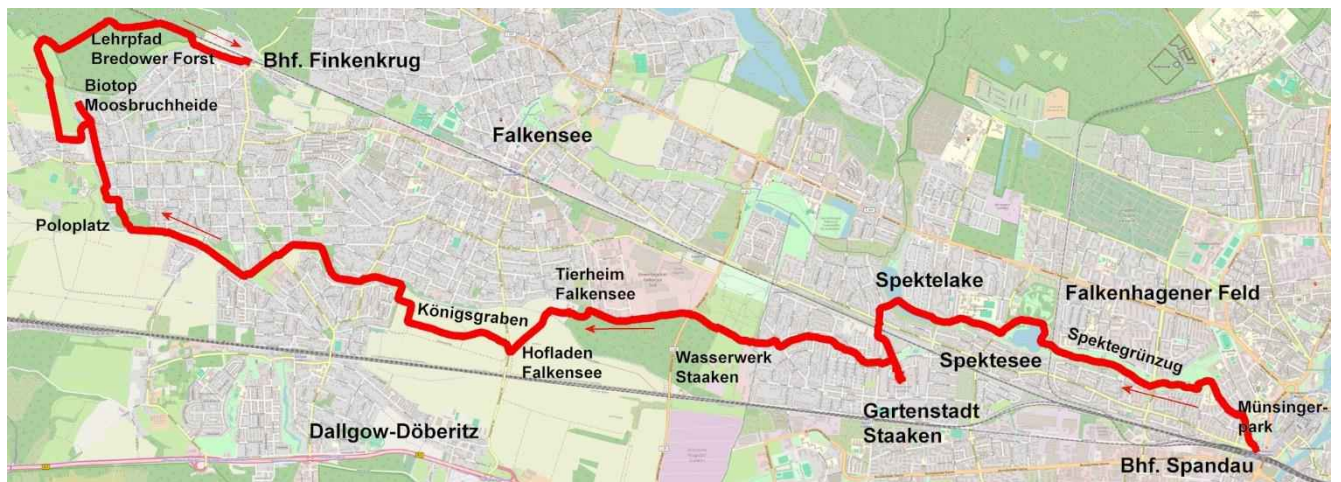 Lehrpfad
Bredower Forst
Bhf. Finkenkrug
Biotop
Moosbruchheide
Falkensee
Poloplatz
Tierheim
Falkensee
Spektelake
Falkenhagener Feld
Königsgraben
Spektegrünzug
Hofladen
Falkensee
Wasserwerk
Staaken
Spektesee
Gartenstadt
Staaken
Münsinger-
park
Dallgow-Döberitz
Bhf. Spandau